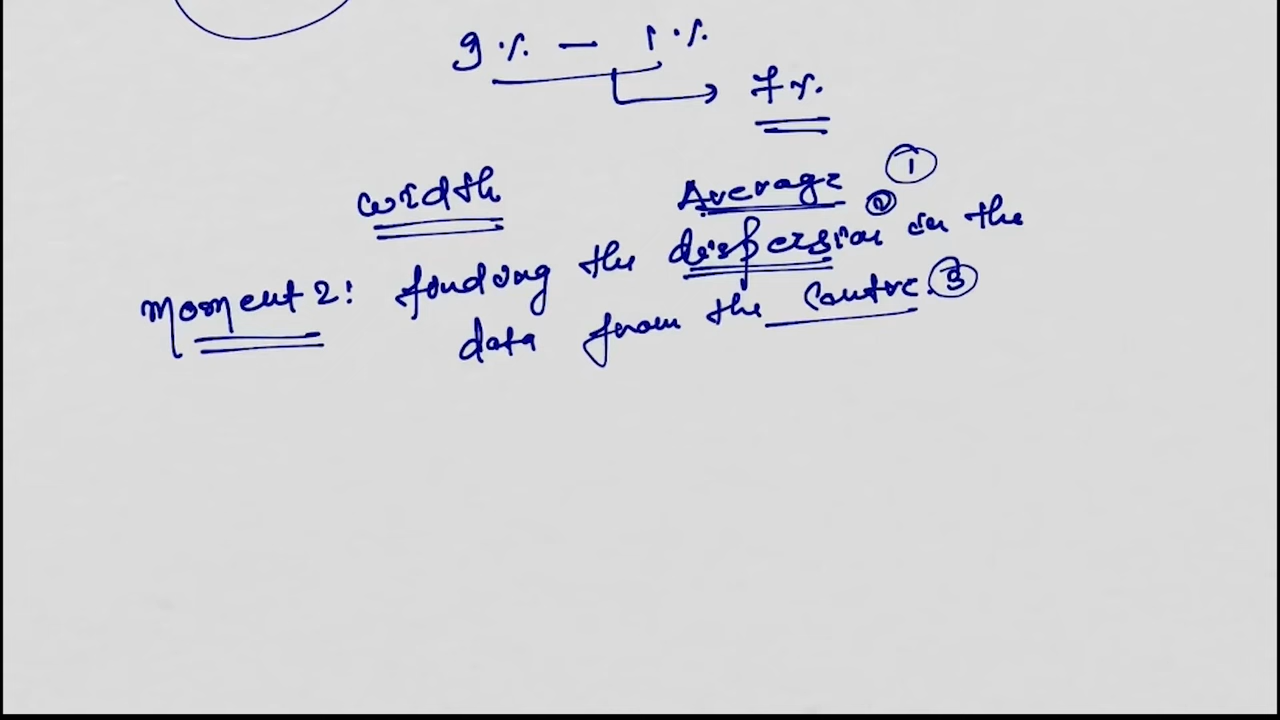 9% — 1%
7%
width Average ①
Moment 2: finding the dispersion ② in the
data from the Centre. ③